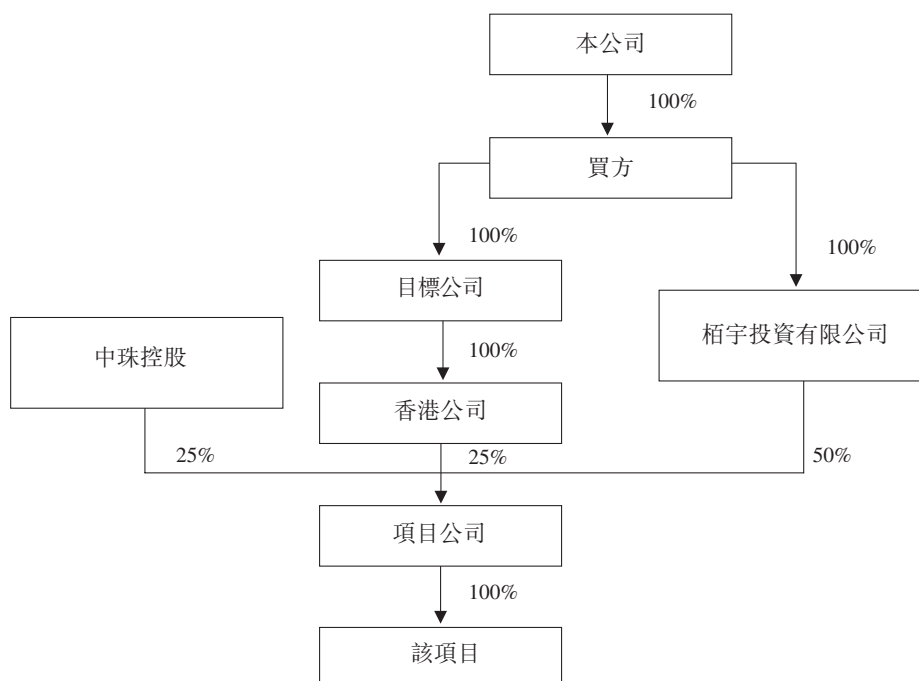 本公司
100%
買方
100%
100%
目標公司
栢宇投資有限公司
中珠控股
100%
香港公司
25%
25%
50%
項目公司
100%
該項目